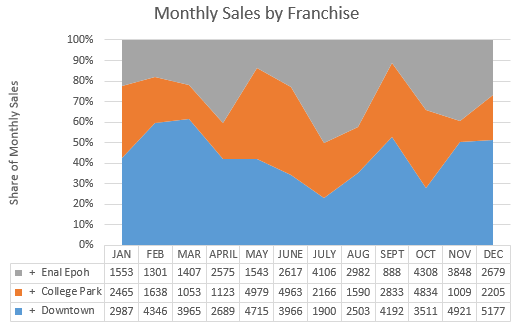 Monthly Sales by Franchise
Share of Monthly Sales
100%
90%
80%
70%
60%
50%
40%
30%
20%
10%
0%
JAN FEB MAR APRIL MAY JUNE JULY AUG SEPT OCT NOV DEC
+ Enal Epoh 1553 1301 1407 2575 1543 2617 4106 2982 888 4308 3848 2679
+ College Park 2465 1638 1053 1123 4979 4963 2166 1590 2833 4834 1009 2205
+ Downtown 2987 4346 3965 2689 4715 3966 1900 2503 4192 3511 4921 5177